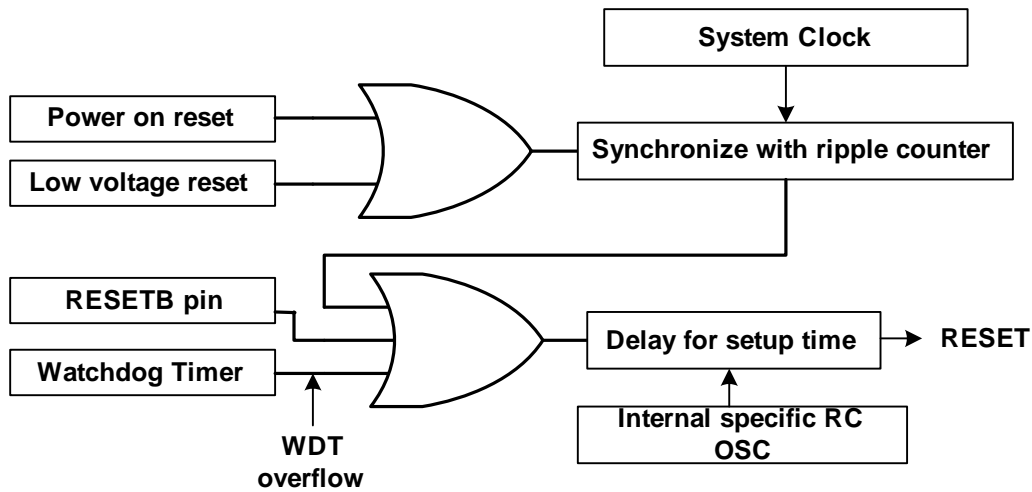 System Clock
Power on reset
Synchronize with ripple counter
Low voltage reset
RESETB pin
Delay for setup time
RESET
Watchdog Timer
Internal specific RC
OSC
WDT
overflow